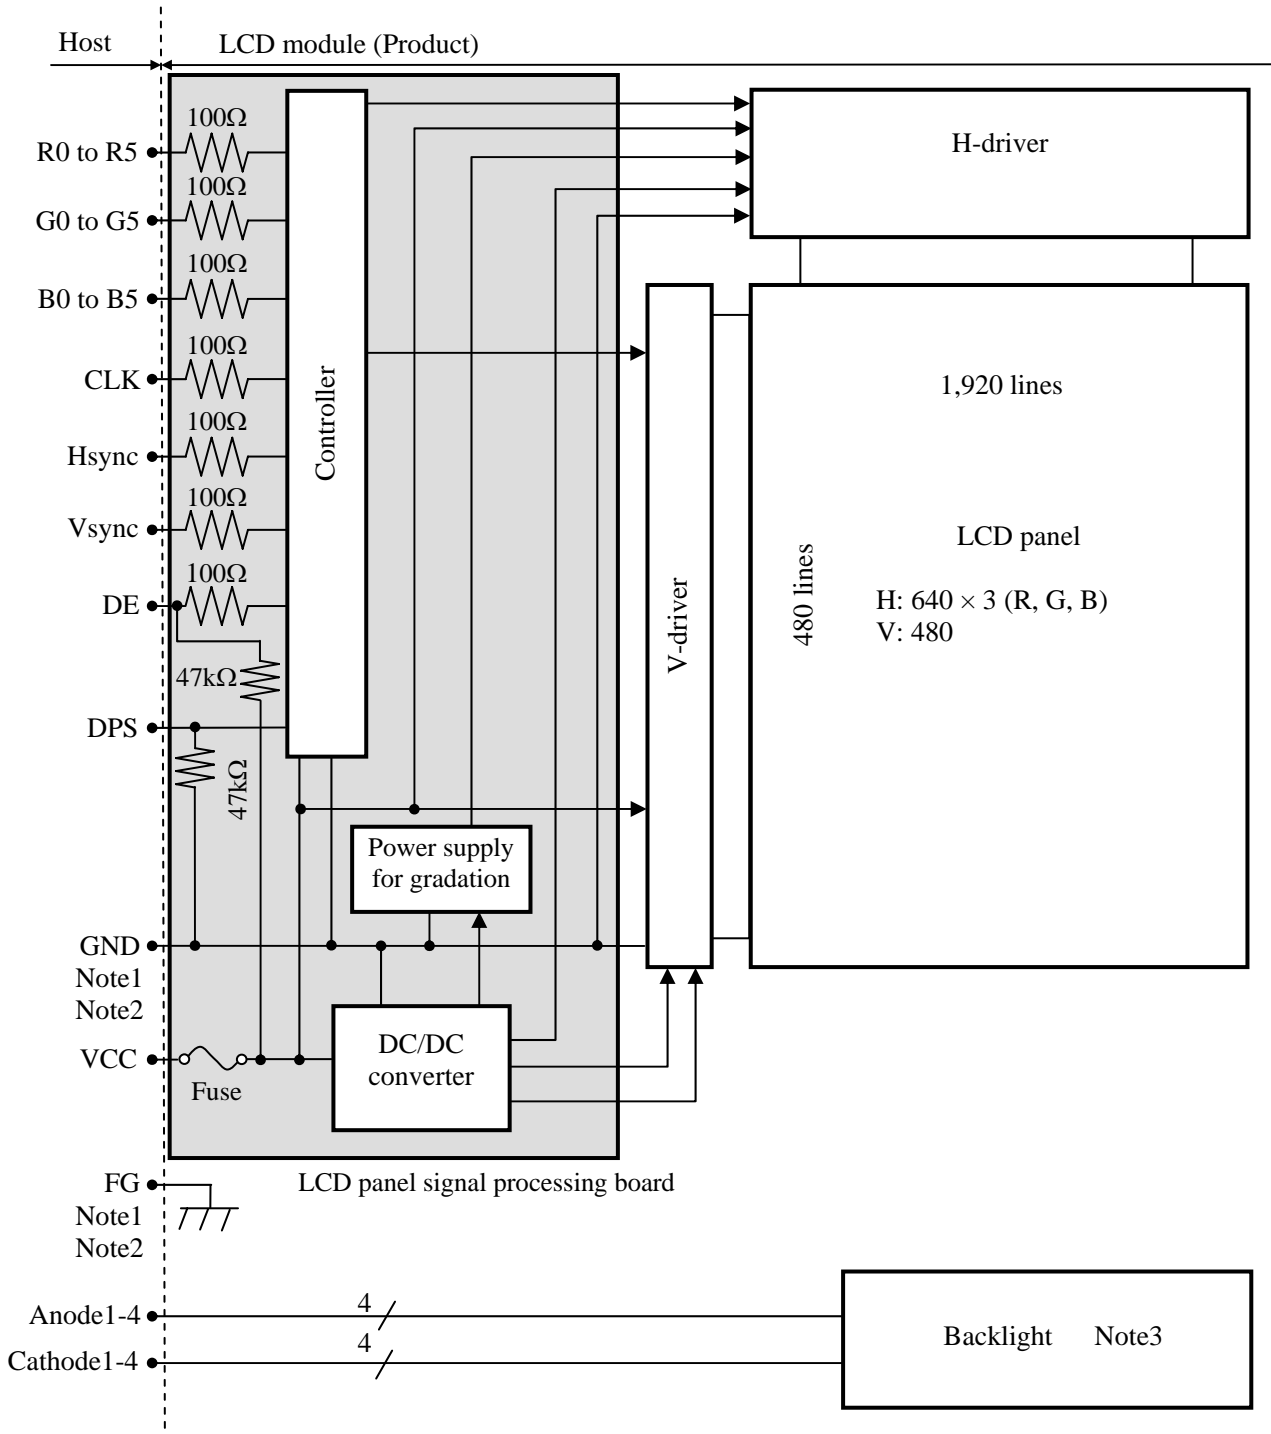 Host
LCD module (Product)
100Ω
R0 to R5
100Ω
G0 to G5
100Ω
B0 to B5
100Ω
CLK
100Ω
Hsync
100Ω
Vsync
100Ω
DE
47kΩ
DPS
47kΩ
Controller
H-driver
V-driver
1,920 lines
480 lines
LCD panel
H: 640 × 3 (R, G, B)
V: 480
Power supply
for gradation
GND
Note1
Note2
VCC
Fuse
DC/DC
converter
LCD panel signal processing board
FG
Note1
Note2
Anode1-4
4
Cathode1-4
4
Backlight Note3